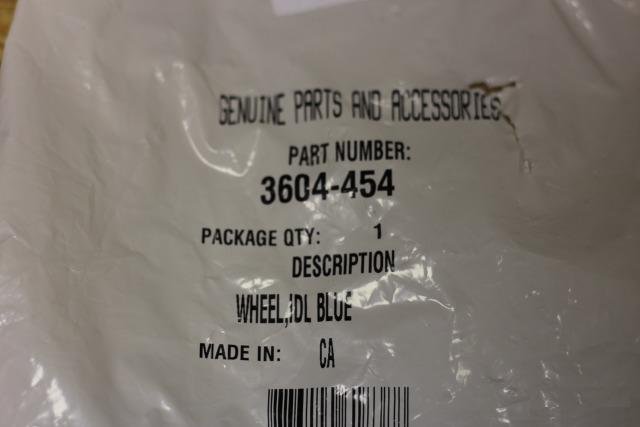 GENUINE PARTS AND ACCESSORIES
PART NUMBER:
3604-454
PACKAGE QTY: 1
DESCRIPTION
WHEEL,IDL BLUE
MADE IN: CA